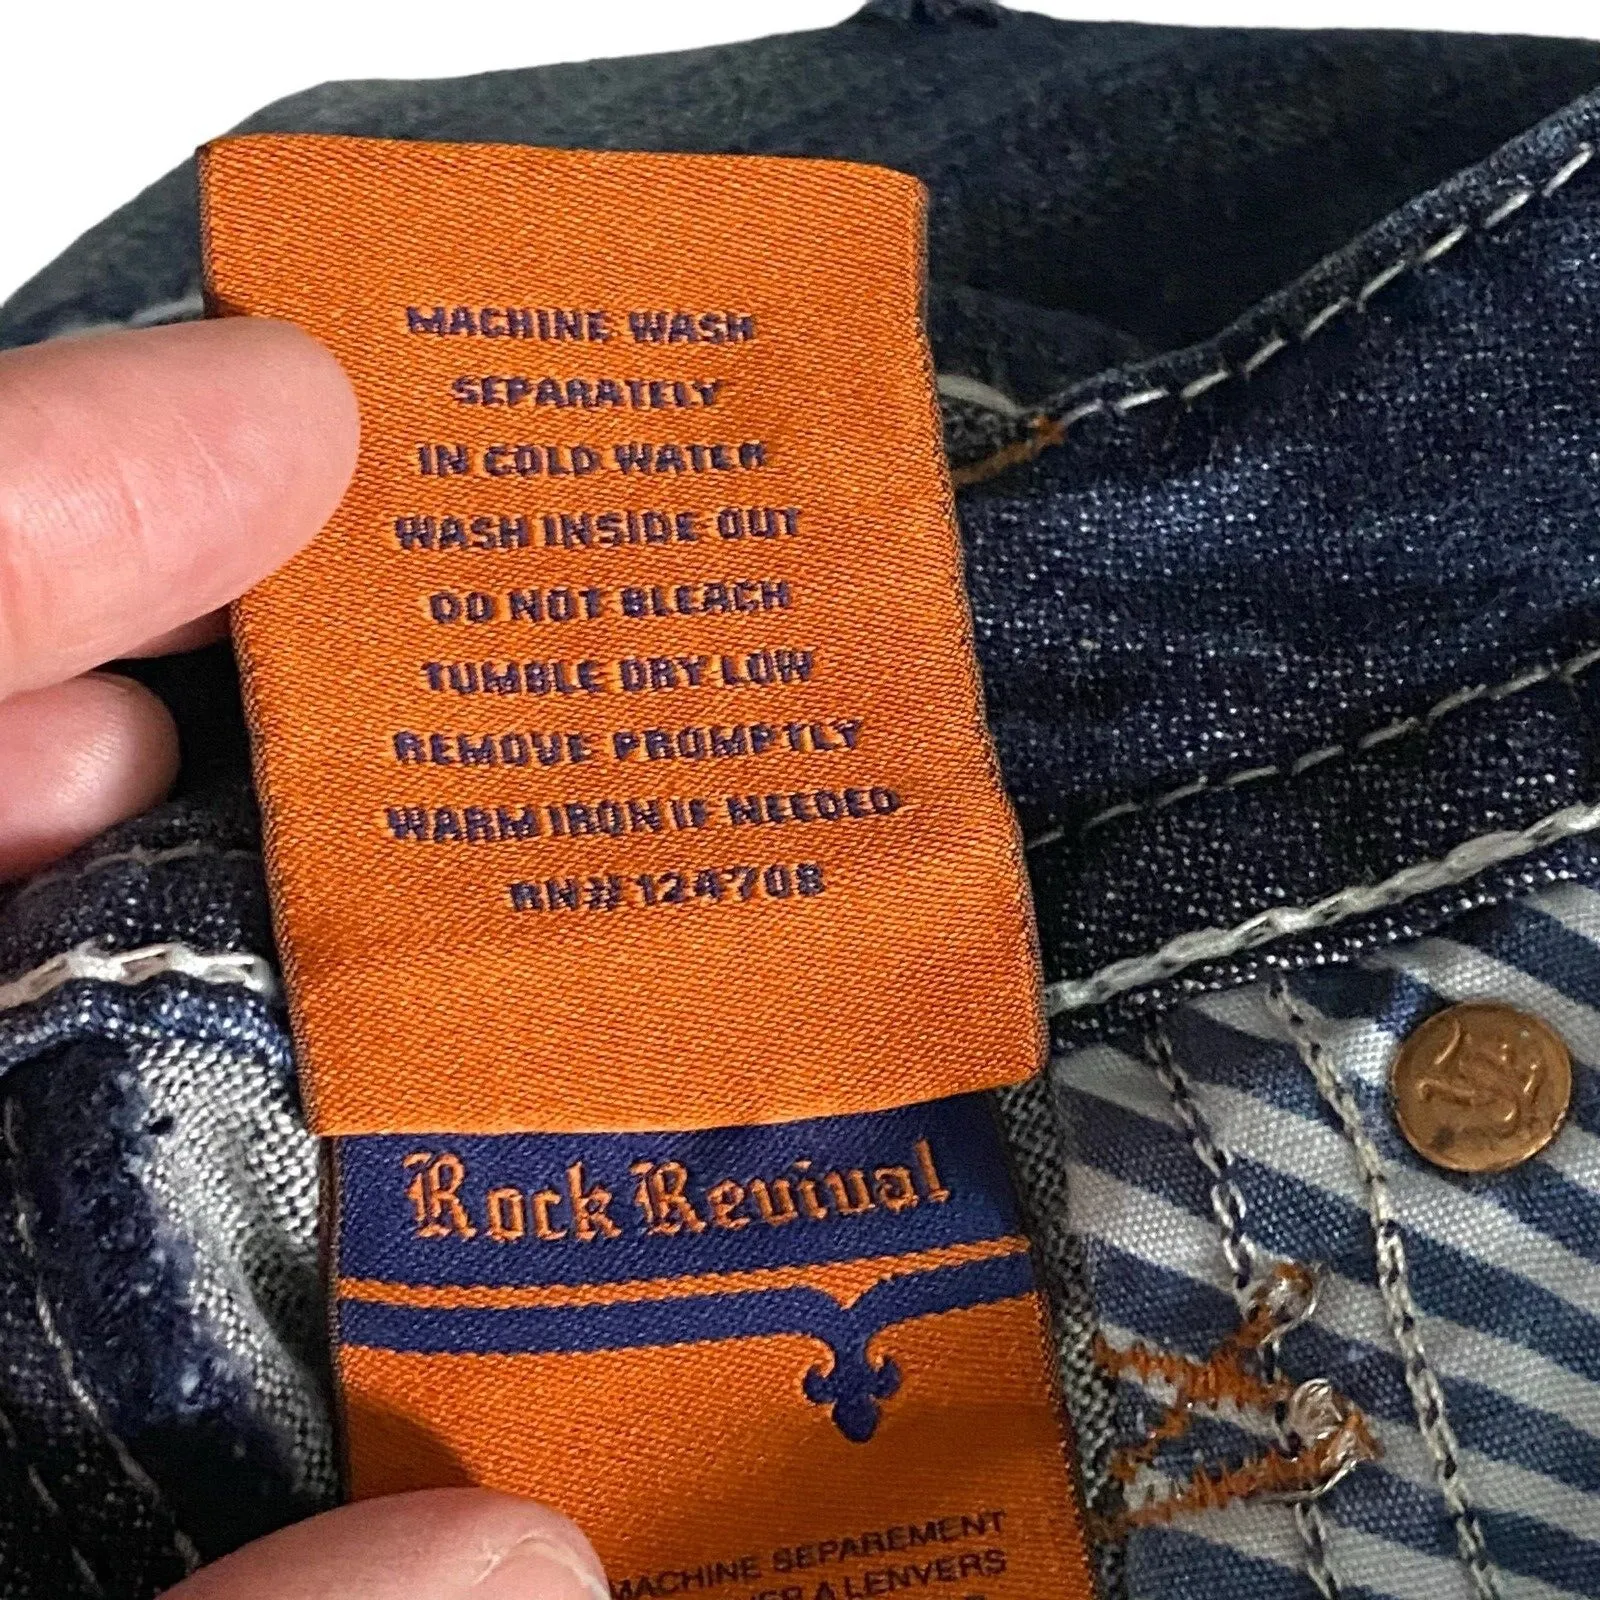 MACHINE WASH
SEPARATELY
IN COLD WATER
WASH INSIDE OUT
DO NOT BLEACH
TUMBLE DRY LOW
REMOVE PROMPTLY
WARM IRON IF NEEDED
RN# 124708
Rock Revival
MACHINE SEPAREMENT
A LENVERS